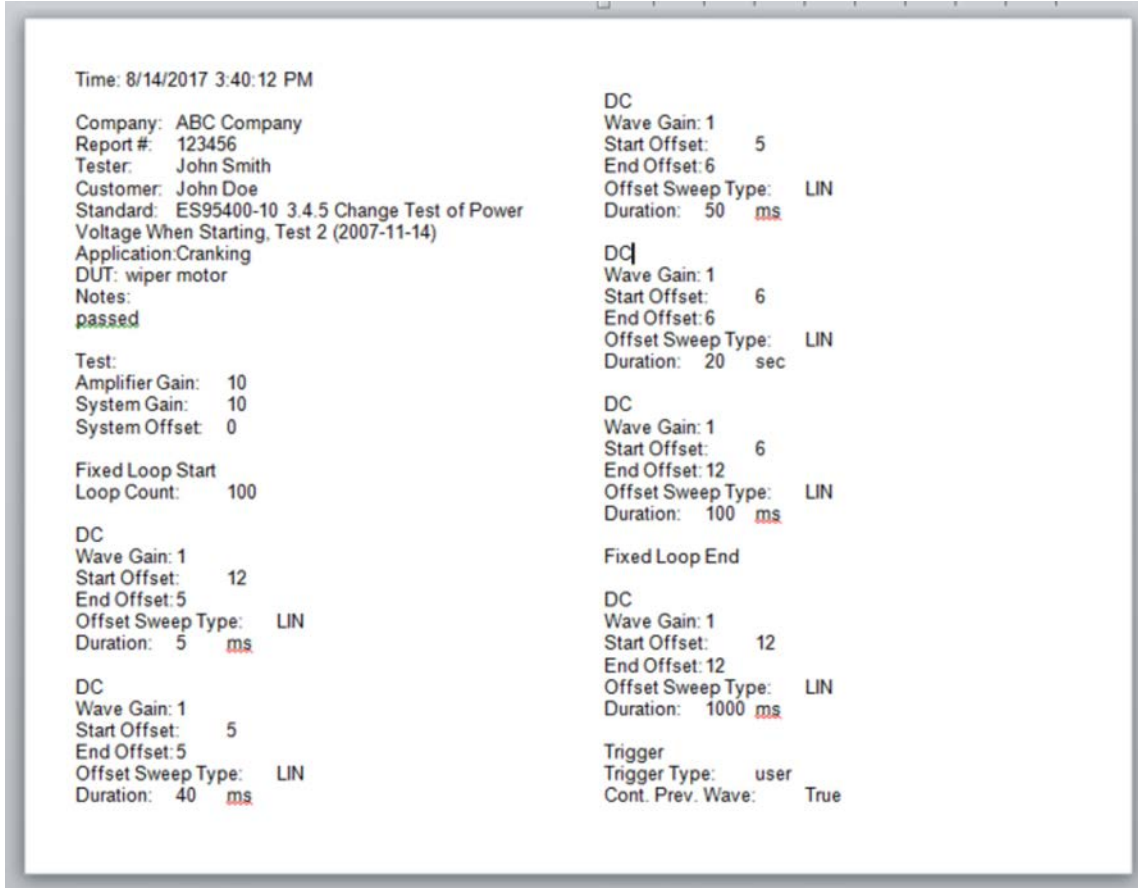 Time: 8/14/2017 3:40:12 PM
Company: ABC Company
Report #: 123456
Tester: John Smith
Customer: John Doe
Standard: ES95400-10 3.4.5 Change Test of Power
Voltage When Starting, Test 2 (2007-11-14)
Application:Cranking
DUT: wiper motor
Notes:
passed
Test:
Amplifier Gain: 10
System Gain: 10
System Offset: 0
Fixed Loop Start
Loop Count: 100
DC
Wave Gain: 1
Start Offset: 12
End Offset:5
Offset Sweep Type: LIN
Duration: 5 ms
DC
Wave Gain: 1
Start Offset: 5
End Offset:5
Offset Sweep Type: LIN
Duration: 40 ms
DC
Wave Gain: 1
Start Offset: 5
End Offset:6
Offset Sweep Type: LIN
Duration: 50 ms
DC
Wave Gain: 1
Start Offset: 6
End Offset:6
Offset Sweep Type: LIN
Duration: 20 sec
DC
Wave Gain: 1
Start Offset: 6
End Offset: 12
Offset Sweep Type: LIN
Duration: 100 ms
Fixed Loop End
DC
Wave Gain: 1
Start Offset: 12
End Offset: 12
Offset Sweep Type: LIN
Duration: 1000 ms
Trigger
Trigger Type: user
Cont. Prev. Wave: True